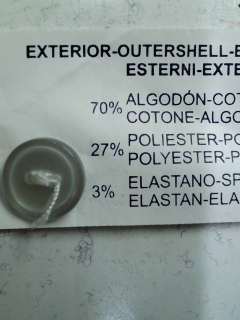 EXTERIOR-OUTERSHELL-E
ESTERNI-EXTE
70% ALGODÓN-COT
COTONE-ALGO
27% POLIESTER-PO
POLYESTER-P
3% ELASTANO-SP
ELASTAN-ELA